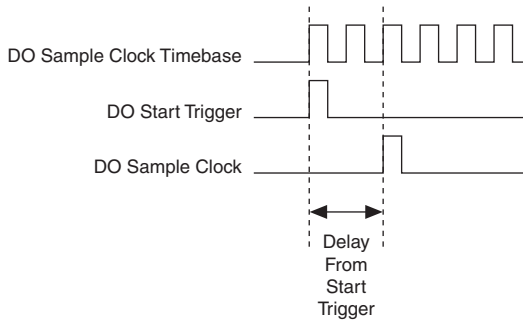 DO Sample Clock Timebase
DO Start Trigger
DO Sample Clock
Delay
From
Start
Trigger